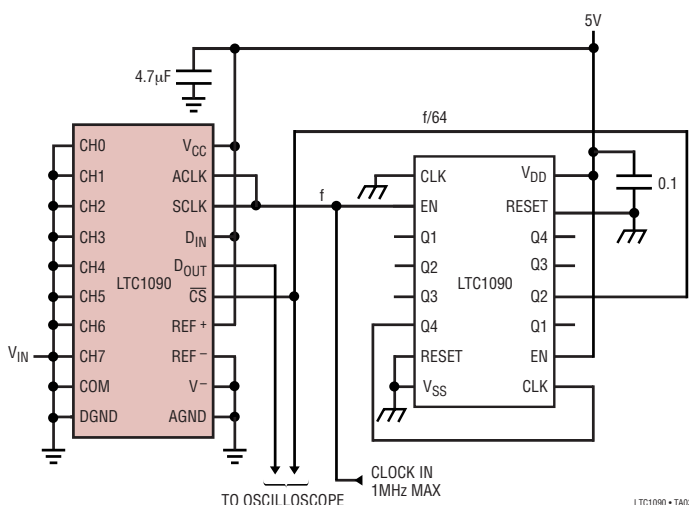 5V
4.7µF
f/64
CH0
CH1
CH2
CH3
CH4
CH5
CH6
CH7
COM
DGND
LTC1090
VCC
ACLK
SCLK
DIN
DOUT
CS
REF +
REF –
V–
AGND
VIN
f
CLK
EN
Q1
Q2
Q3
Q4
RESET
VSS
LTC1090
VDD
RESET
Q4
Q3
Q2
Q1
EN
CLK
0.1
CLOCK IN
1MHz MAX
TO OSCILLOSCOPE